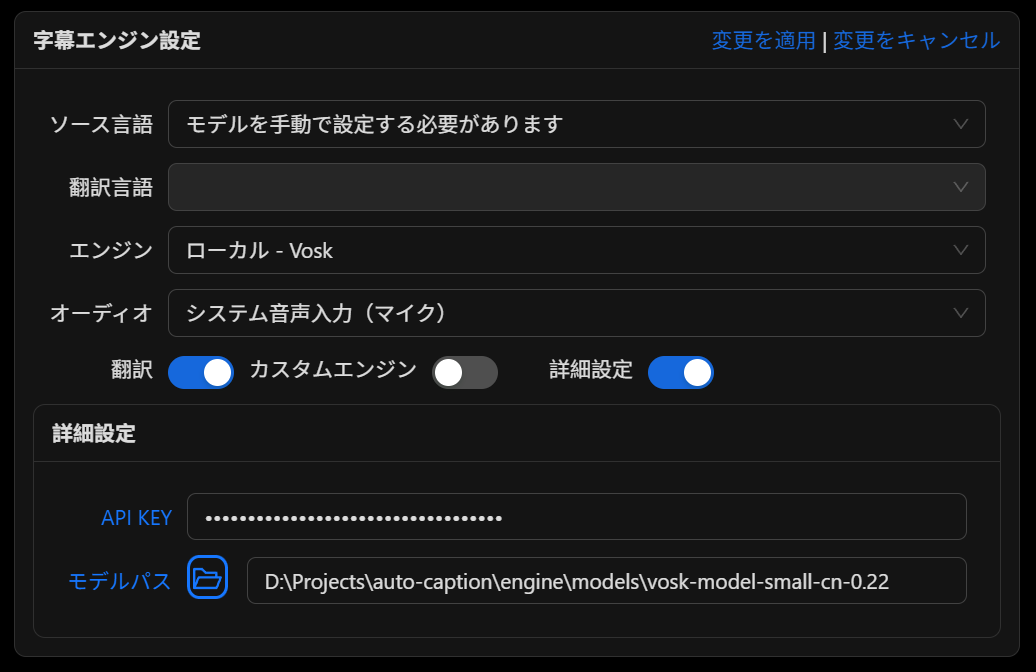 字幕エンジン設定 変更を適用 | 変更をキャンセル
ソース言語 モデルを手動で設定する必要があります
翻訳言語
エンジン ローカル - Vosk
オーディオ システム音声入力（マイク）
翻訳 カスタムエンジン 詳細設定
詳細設定
API KEY •••••••••••••••••••••••••••••••••••
モデルパス D:\Projects\auto-caption\engine\models\vosk-model-small-cn-0.22